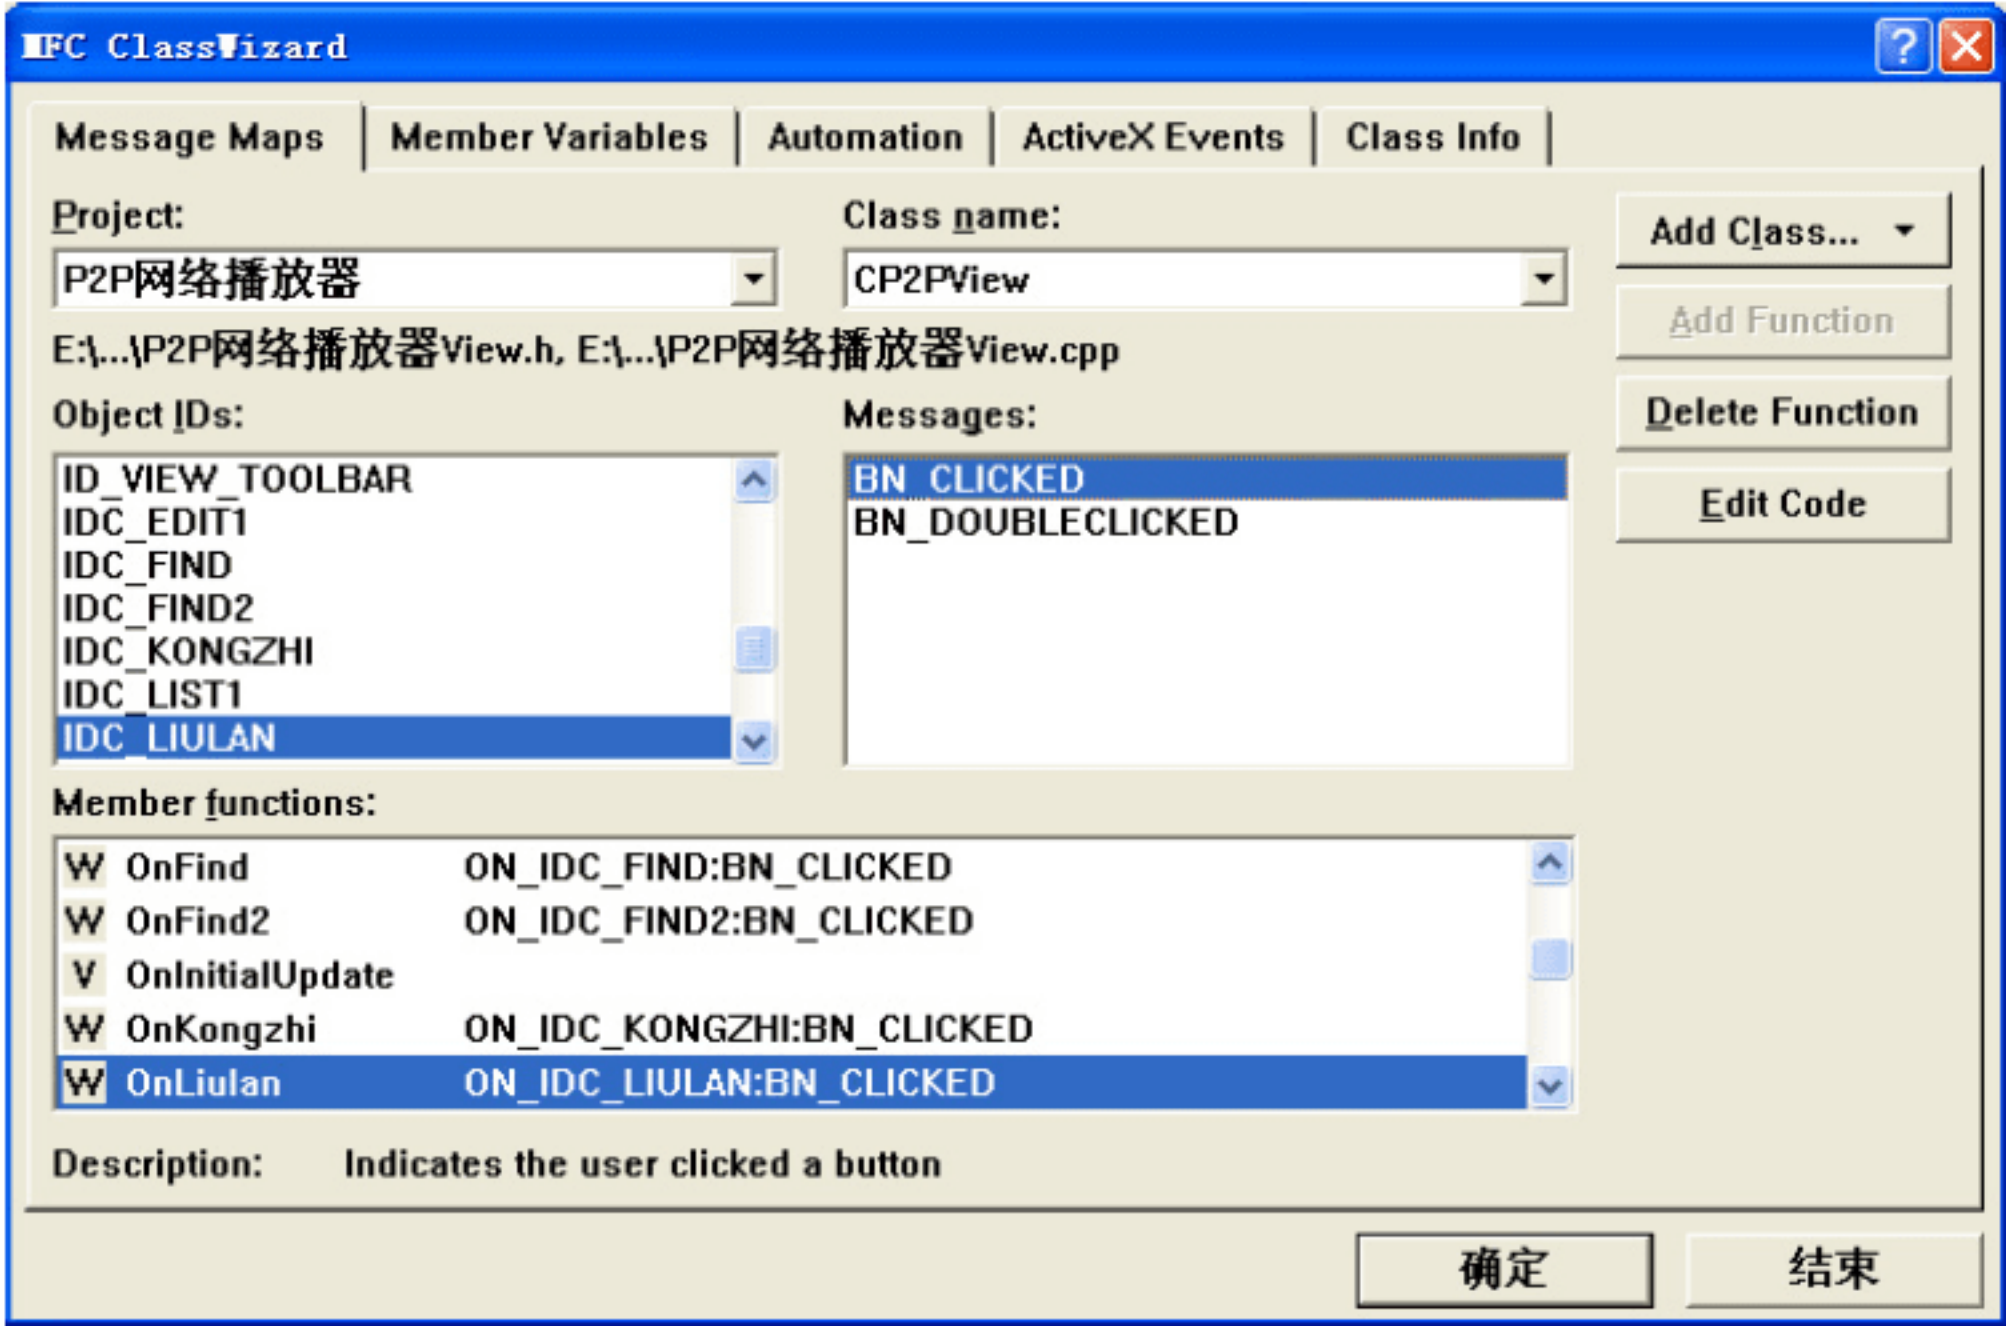 MFC ClassWizard
Message Maps Member Variables Automation ActiveX Events Class Info
Project: Class name:
P2P网络播放器 CP2PView
E:\...\P2P网络播放器View.h, E:\...\P2P网络播放器View.cpp
Add Class...
Add Function
Delete Function
Edit Code
Object IDs:
ID_VIEW_TOOLBAR
IDC_EDIT1
IDC_FIND
IDC_FIND2
IDC_KONGZHI
IDC_LIST1
IDC_LIULAN
Messages:
BN_CLICKED
BN_DOUBLECLICKED
Member functions:
W OnFind ON_IDC_FIND:BN_CLICKED
W OnFind2 ON_IDC_FIND2:BN_CLICKED
V OnInitialUpdate
W OnKongzhi ON_IDC_KONGZHI:BN_CLICKED
W OnLiulan ON_IDC_LIULAN:BN_CLICKED
Description: Indicates the user clicked a button
确定 结束